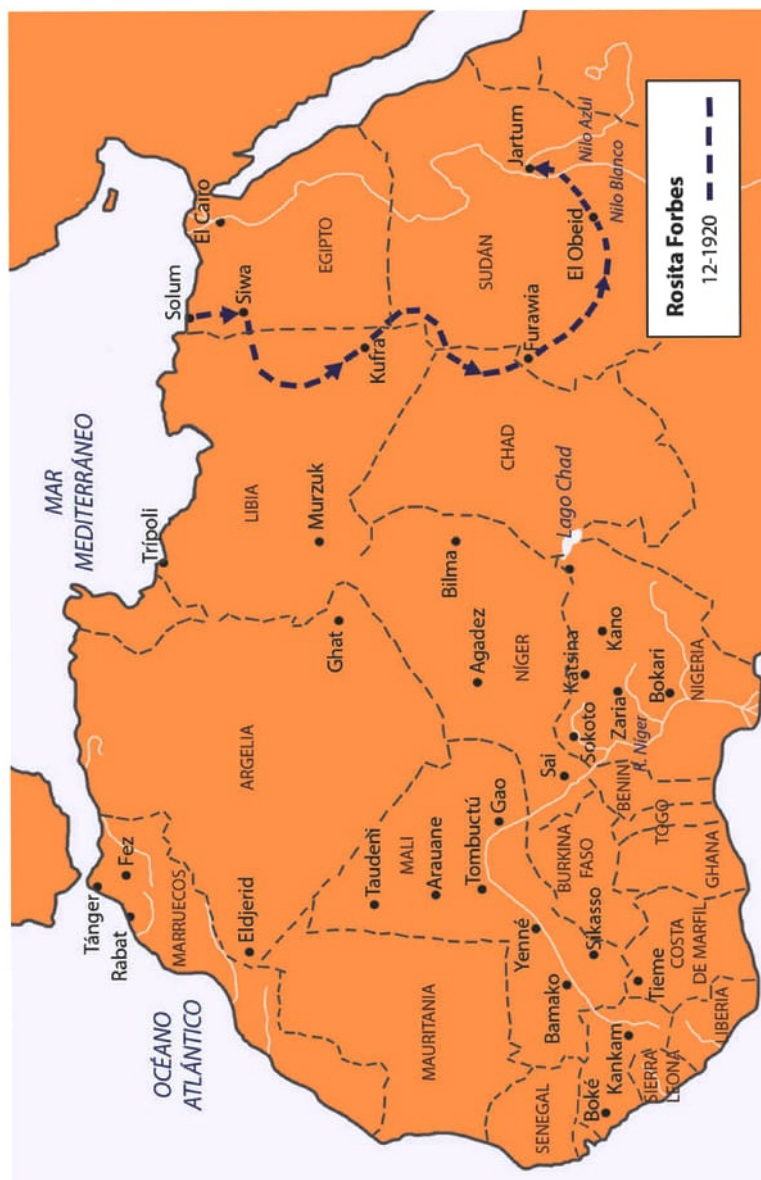 MAR
MEDITERRÁNEO
OCÉANO
ATLÁNTICO
Tánger
Rabat
Fez
Trípoli
Solum
El Cairo
Siwa
MARRUECOS
Eldjerid
ARGELIA
LIBIA
EGIPTO
Ghat
Murzuk
Kufra
Taudeni
MALI
Arauane
Tombuctú
Gao
MAURITANIA
Agadez
Bilma
NÍGER
CHAD
Lago Chad
SUDÁN
Furawia
Jartum
El Obeid
Nilo Azul
Nilo Blanco
SENEGAL
Bamako
Yenné
Sikasso
BURKINA
FASO
Sai
Sokoto
Katsina
Kano
Zaria
Bokari
NIGERIA
R. Níger
BENIN
TOGO
GHANA
COSTA
DE MARFIL
Tieme
LIBERIA
SIERRA
LEONA
Boké
Kankam
Rosita Forbes
12-1920